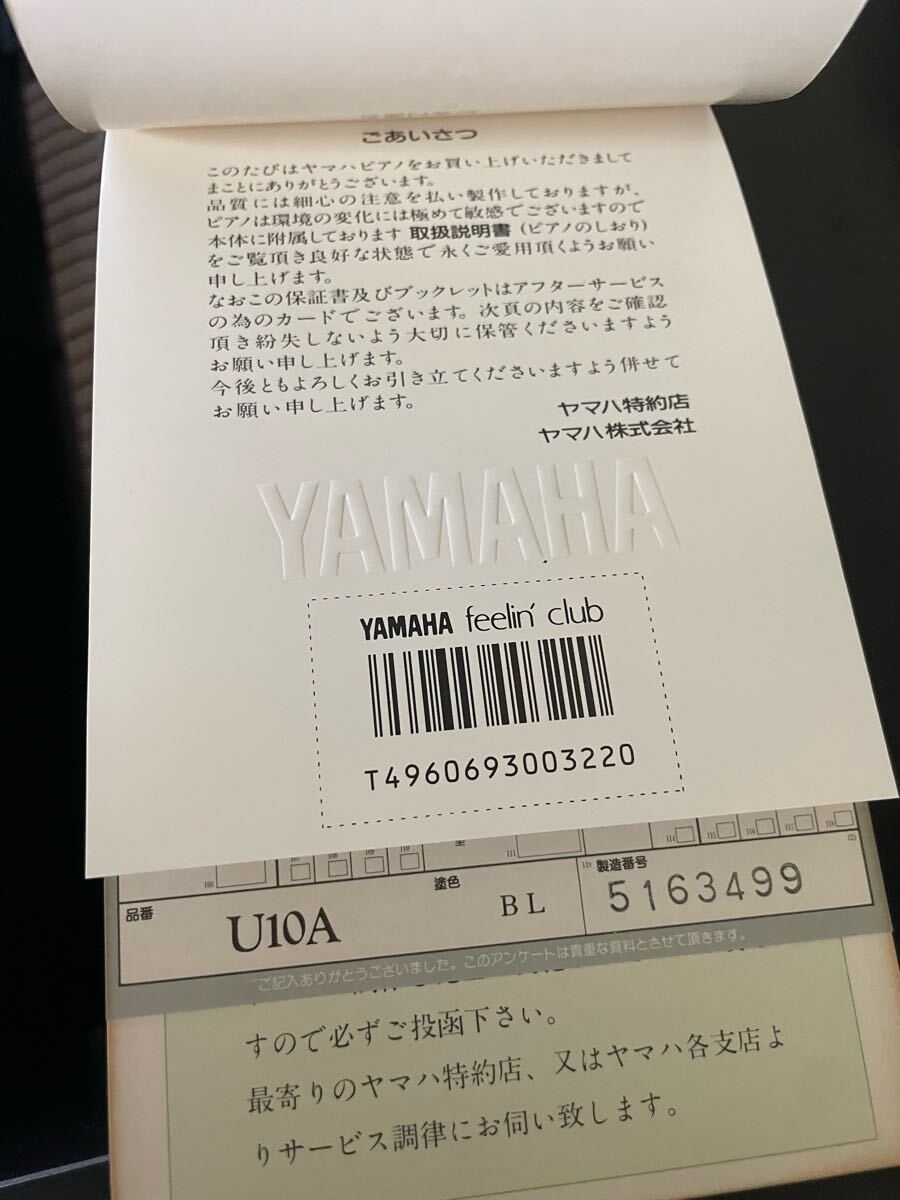 ごあいさつ
このたびはヤマハピアノをお買い上げいただきまして
まことにありがとうございます。
品質には細心の注意を払い製作しておりますが、
ピアノは環境の変化には極めて敏感でございますので
本体に附属しております取扱説明書(ピアノのしおり)
をご覧頂き良好な状態で永くご愛用頂くようお願い
申し上げます。
なおこの保証書及びブックレットはアフターサービス
の為のカードでございます。次頁の内容をご確認
頂き紛失しないよう大切に保管くださいますよう
お願い申し上げます。
今後ともよろしくお引き立てくださいますよう併せて
お願い申し上げます。
ヤマハ特約店
ヤマハ株式会社
YAMAHA
YAMAHA feelin' club
T4960693003220
106 107 108 109 110 111 114 115 116 117 118
品番 U10A 塗色 BL 製造番号 5163499
ご記入ありがとうございました。このアンケートは貴重な資料とさせて頂きます。
すので必ずご投函下さい。
最寄りのヤマハ特約店、又はヤマハ各支店よ
りサービス調律にお伺い致します。